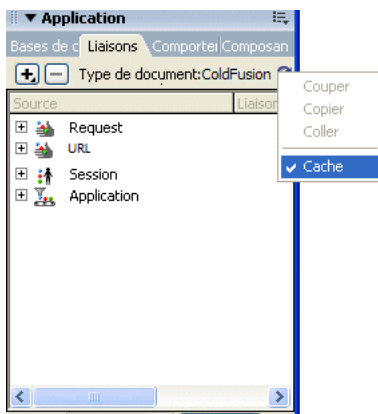 Application
Bases de c Liaisons Comportei Composan
Type de document:ColdFusion
Source Liaison
Request
URL
Session
Application
Couper
Copier
Coller
Cache